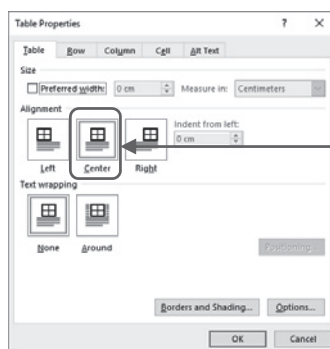 Table Properties ? ×
Table Row Column Cell Alt Text
Size
Preferred width: 0 cm Measure in: Centimeters
Alignment
Indent from left:
0 cm
Left Center Right
Text wrapping
None Around
Positioning...
Borders and Shading... Options...
OK Cancel